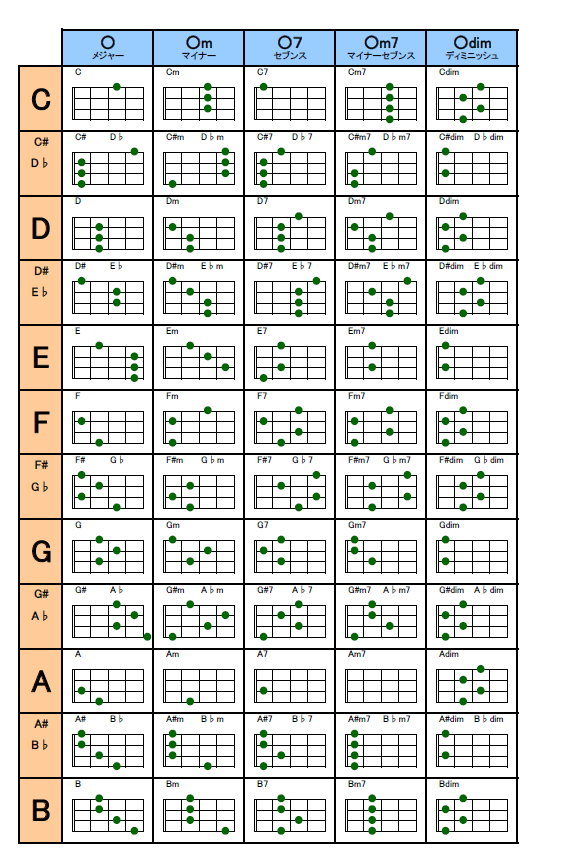 〇 〇m 〇7 〇m7 〇dim
メジャー マイナー セブンス マイナーセブンス ディミニッシュ
C Cm C7 Cm7 Cdim
C
C# C# D♭ C#m D♭m C#7 D♭7 C#m7 D♭m7 C#dim D♭dim
D♭
D Dm D7 Dm7 Ddim
D
D# D# E♭ D#m E♭m D#7 E♭7 D#m7 E♭m7 D#dim E♭dim
E♭
E Em E7 Em7 Edim
E
F Fm F7 Fm7 Fdim
F
F# F# G♭ F#m G♭m F#7 G♭7 F#m7 G♭m7 F#dim G♭dim
G♭
G Gm G7 Gm7 Gdim
G
G# G# A♭ G#m A♭m G#7 A♭7 G#m7 A♭m7 G#dim A♭dim
A♭
A Am A7 Am7 Adim
A
A# A# B♭ A#m B♭m A#7 B♭7 A#m7 B♭m7 A#dim B♭dim
B♭
B Bm B7 Bm7 Bdim
B